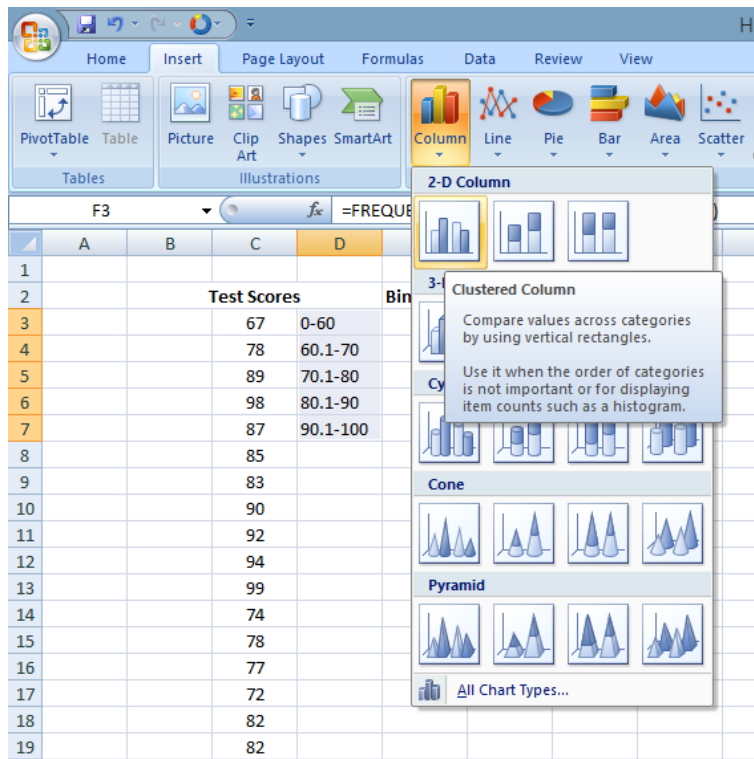 H
Home Insert Page Layout Formulas Data Review View
PivotTable Table Picture Clip Art Shapes SmartArt Column Line Pie Bar Area Scatter
Tables Illustrations
F3 fx =FREQUE )
A B C D
1
2 Test Scores Bin
3 67 0-60
4 78 60.1-70
5 89 70.1-80
6 98 80.1-90
7 87 90.1-100
8 85
9 83
10 90
11 92
12 94
13 99
14 74
15 78
16 77
17 72
18 82
19 82
2-D Column
3-
Clustered Column
Compare values across categories
by using vertical rectangles.
Use it when the order of categories
is not important or for displaying
item counts such as a histogram.
Cy
Cone
Pyramid
All Chart Types...